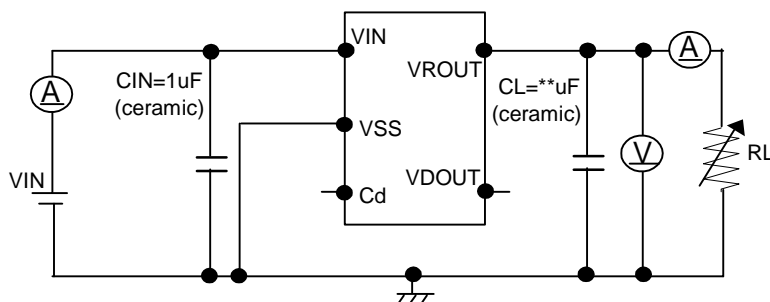 VIN
A
CIN=1uF
(ceramic)
VROUT
CL=**uF
(ceramic)
A
VSS
V
RL
VIN
Cd
VDOUT